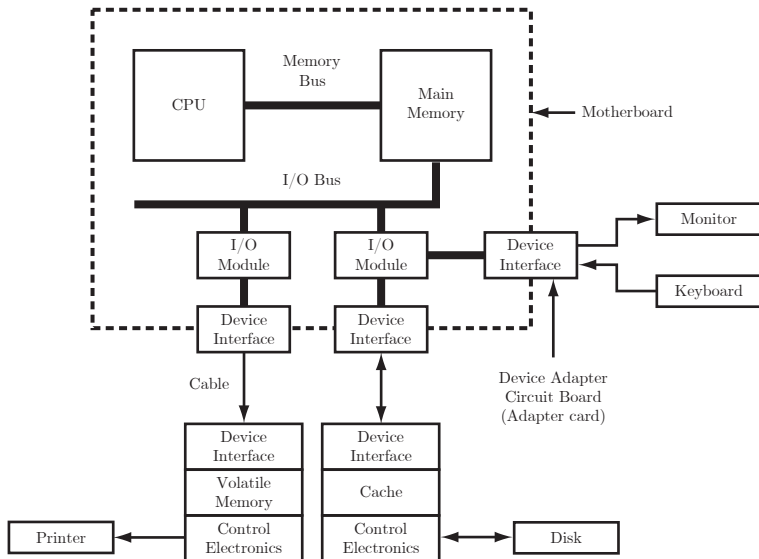 Memory
Bus
CPU
Main
Memory
Motherboard
I/O Bus
I/O
Module
I/O
Module
Device
Interface
Monitor
Keyboard
Device
Interface
Device
Interface
Cable
Device Adapter
Circuit Board
(Adapter card)
Device
Interface
Volatile
Memory
Control
Electronics
Device
Interface
Cache
Control
Electronics
Printer
Disk